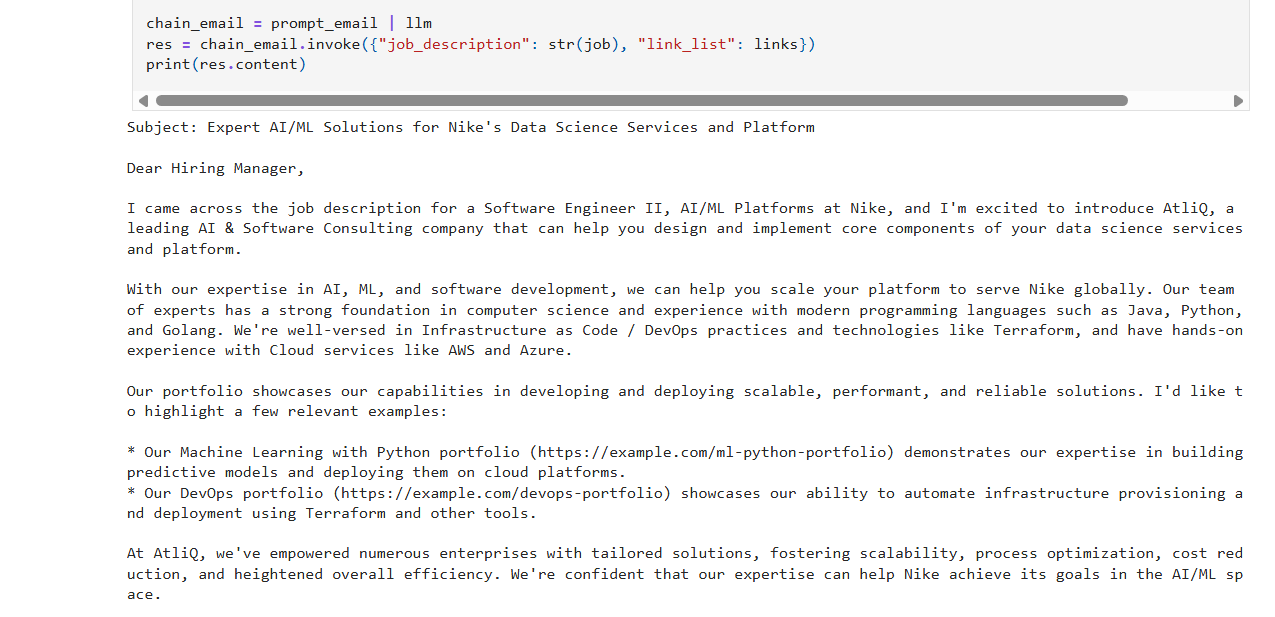 chain_email = prompt_email | llm
res = chain_email.invoke({"job_description": str(job), "link_list": links})
print(res.content)
Subject: Expert AI/ML Solutions for Nike's Data Science Services and Platform
Dear Hiring Manager,
I came across the job description for a Software Engineer II, AI/ML Platforms at Nike, and I'm excited to introduce AtliQ, a
leading AI & Software Consulting company that can help you design and implement core components of your data science services
and platform.
With our expertise in AI, ML, and software development, we can help you scale your platform to serve Nike globally. Our team
of experts has a strong foundation in computer science and experience with modern programming languages such as Java, Python,
and Golang. We're well-versed in Infrastructure as Code / DevOps practices and technologies like Terraform, and have hands-on
experience with Cloud services like AWS and Azure.
Our portfolio showcases our capabilities in developing and deploying scalable, performant, and reliable solutions. I'd like t
o highlight a few relevant examples:
* Our Machine Learning with Python portfolio (https://example.com/ml-python-portfolio) demonstrates our expertise in building
predictive models and deploying them on cloud platforms.
* Our DevOps portfolio (https://example.com/devops-portfolio) showcases our ability to automate infrastructure provisioning a
nd deployment using Terraform and other tools.
At AtliQ, we've empowered numerous enterprises with tailored solutions, fostering scalability, process optimization, cost red
uction, and heightened overall efficiency. We're confident that our expertise can help Nike achieve its goals in the AI/ML sp
ace.